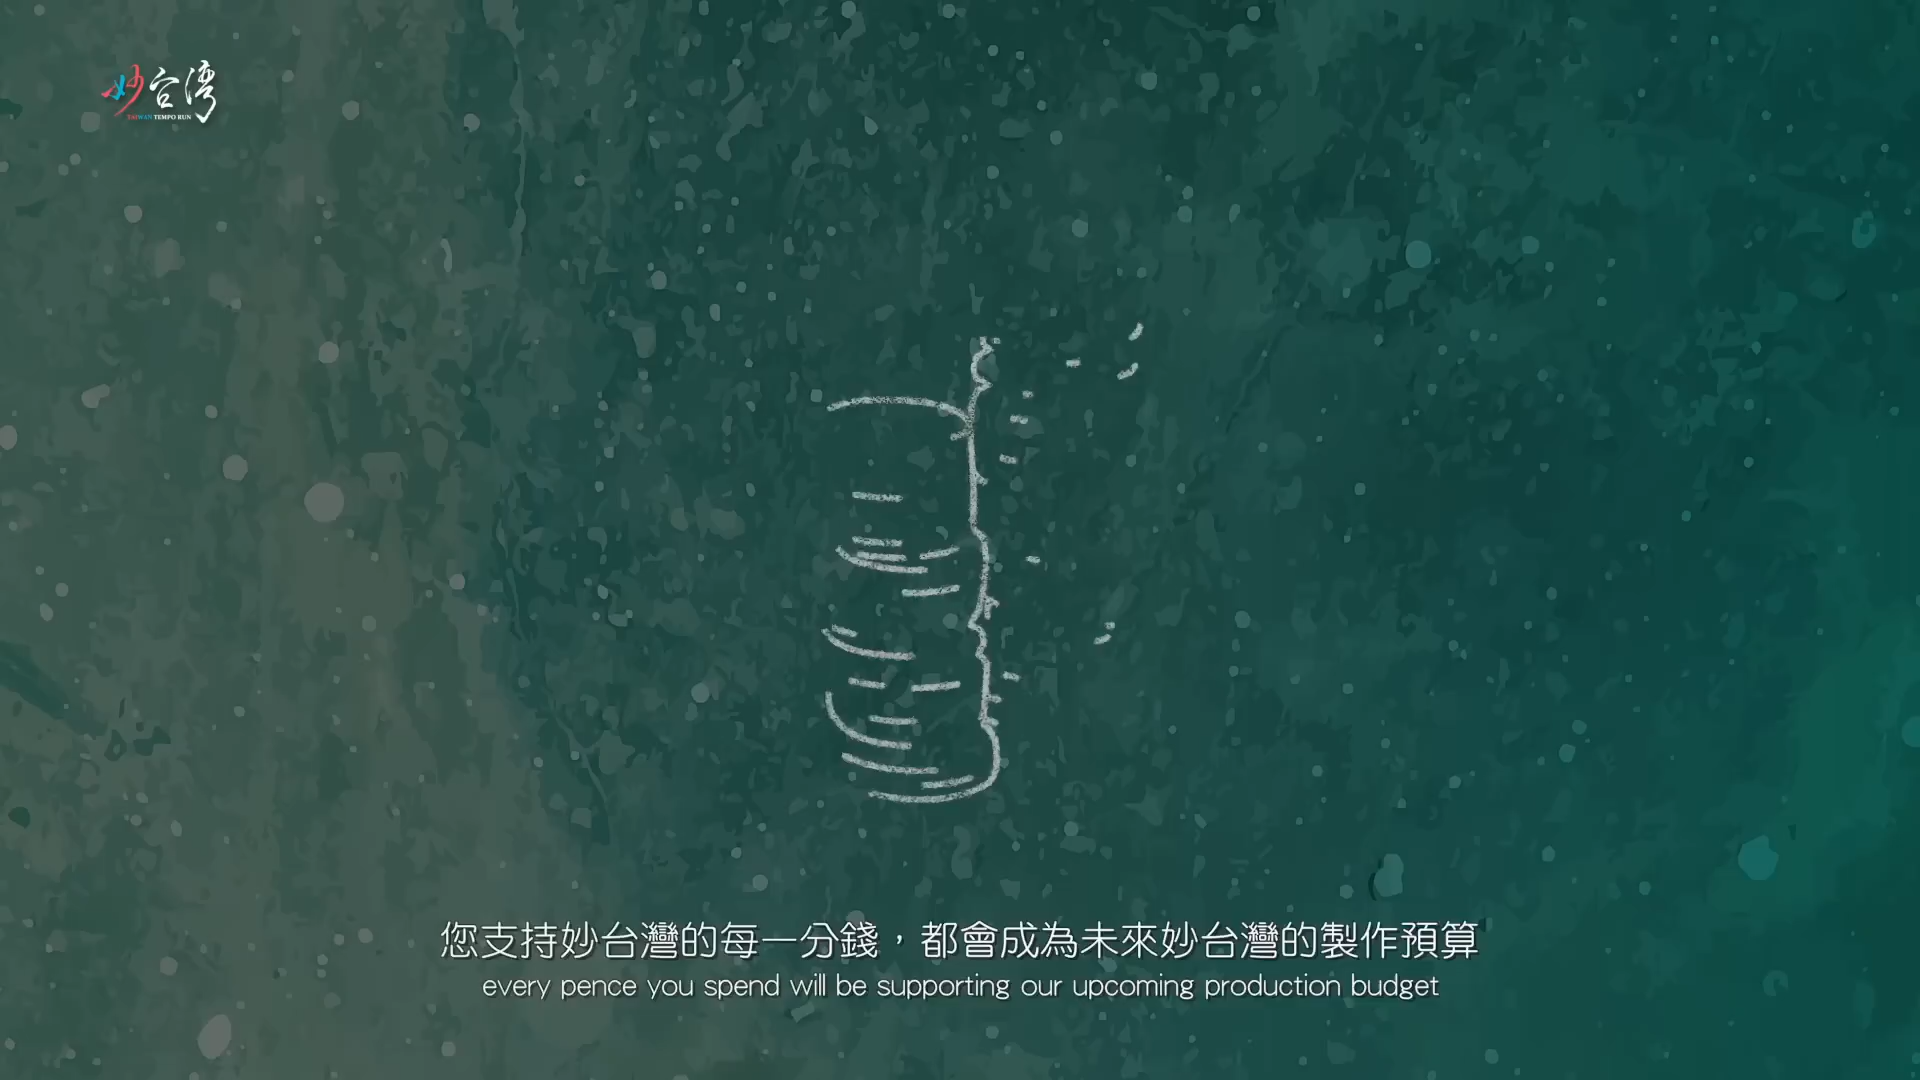 妙台灣
TAIWAN TEMPO RUN
您支持妙台灣的每一分錢，都會成為未來妙台灣的製作預算
every pence you spend will be supporting our upcoming production budget